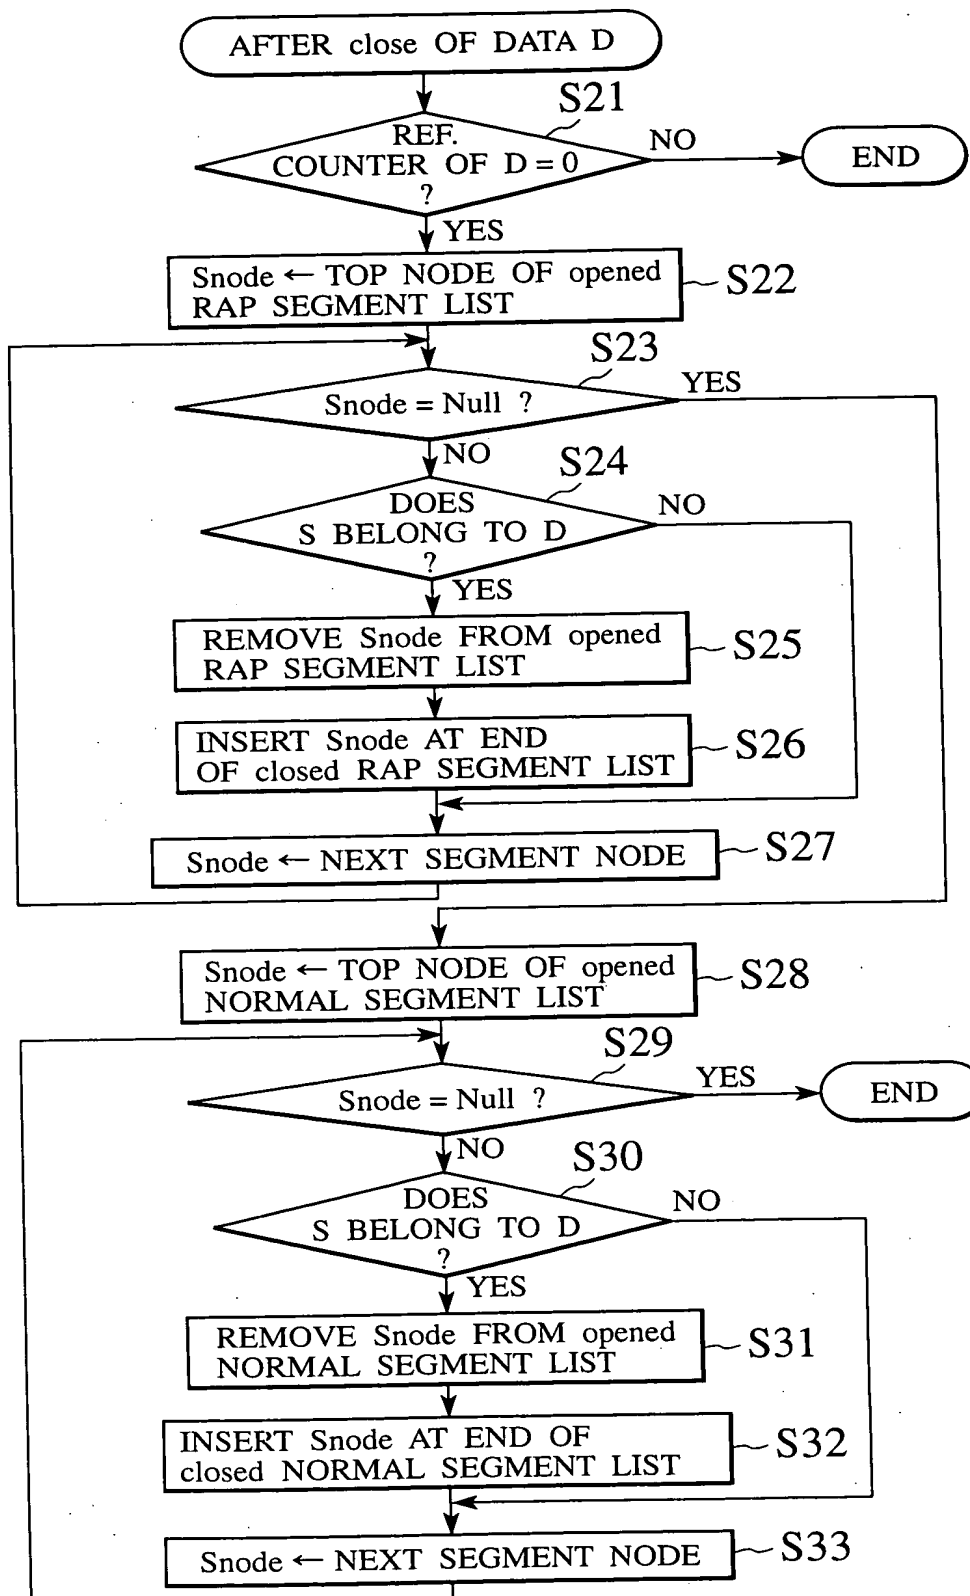 AFTER close OF DATA D
S21
REF.
COUNTER OF D = 0
?
NO
END
YES
Snode ← TOP NODE OF opened
RAP SEGMENT LIST
S22
S23
Snode = Null ?
YES
NO
S24
DOES
S BELONG TO D
?
NO
YES
REMOVE Snode FROM opened
RAP SEGMENT LIST
S25
INSERT Snode AT END
OF closed RAP SEGMENT LIST
S26
Snode ← NEXT SEGMENT NODE
S27
Snode ← TOP NODE OF opened
NORMAL SEGMENT LIST
S28
S29
Snode = Null ?
YES
END
NO
S30
DOES
S BELONG TO D
?
NO
YES
REMOVE Snode FROM opened
NORMAL SEGMENT LIST
S31
INSERT Snode AT END OF
closed NORMAL SEGMENT LIST
S32
Snode ← NEXT SEGMENT NODE
S33